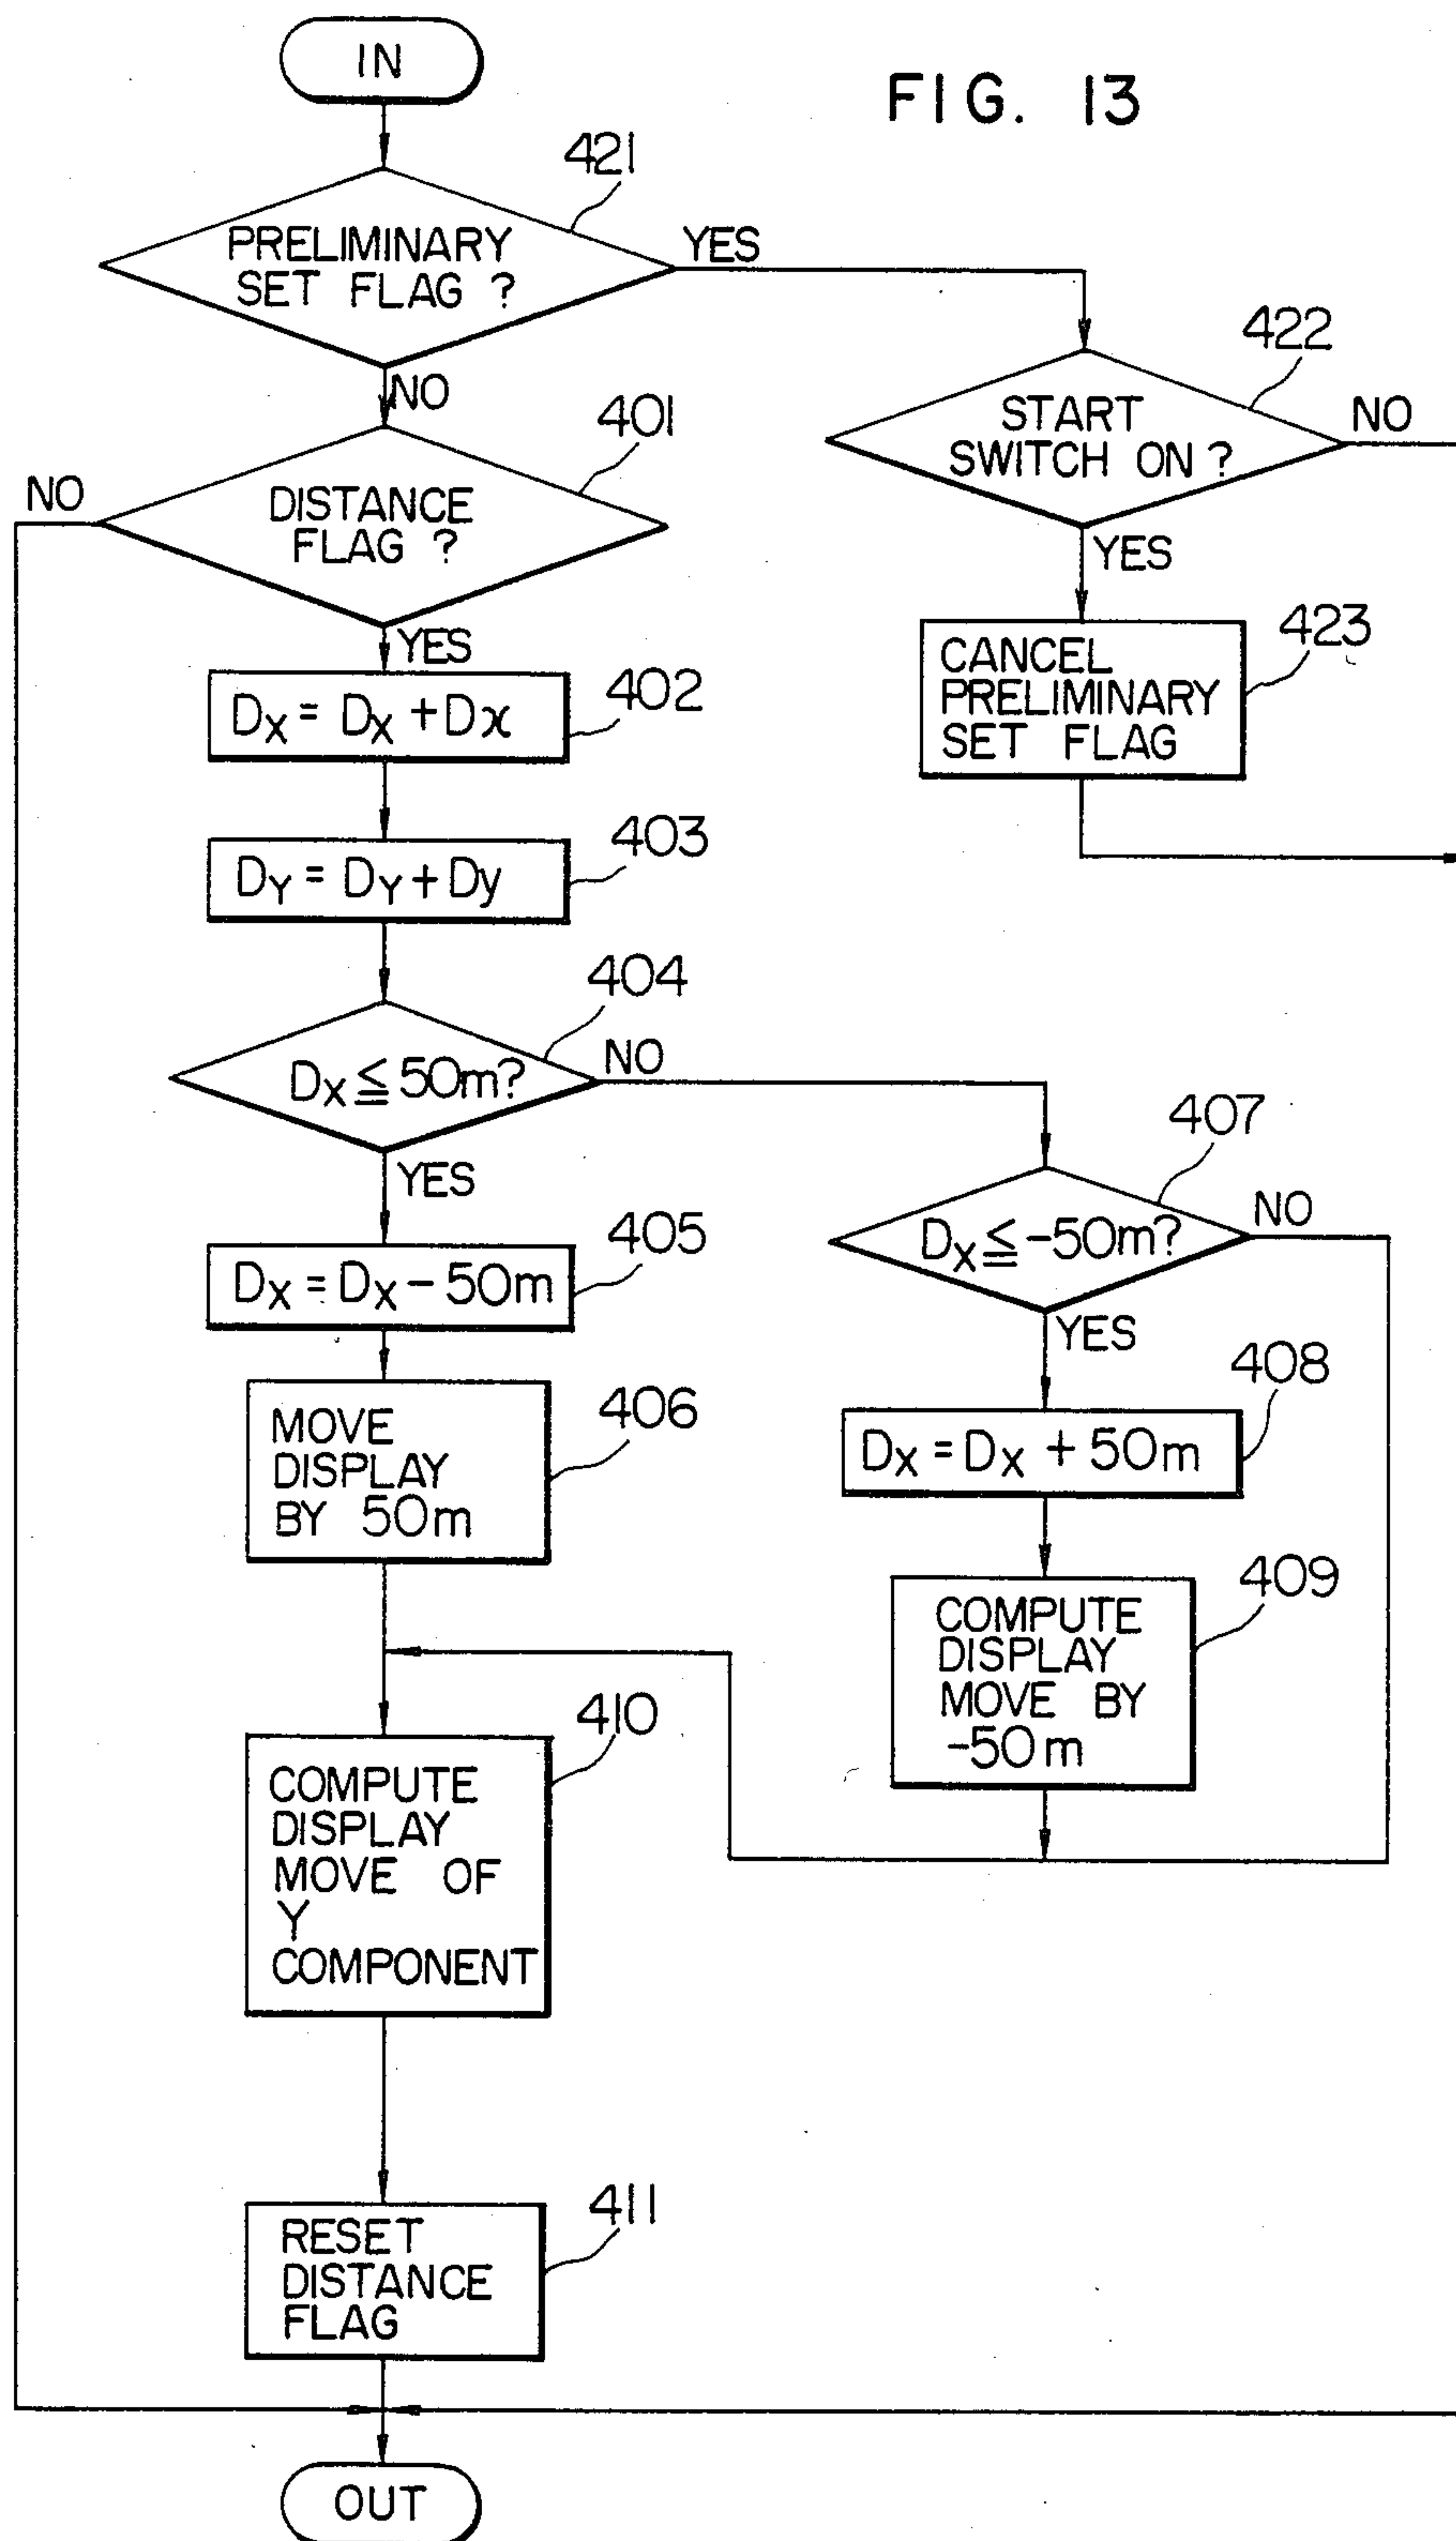 IN
FIG. 13
421
PRELIMINARY
SET FLAG ?
YES
NO
422
START
SWITCH ON ?
NO
YES
423
CANCEL
PRELIMINARY
SET FLAG
401
DISTANCE
FLAG ?
NO
YES
402
DX = DX + Dx
403
DY = DY + Dy
404
DX ≦ 50m?
NO
YES
405
DX = DX - 50m
406
MOVE
DISPLAY
BY 50m
407
DX ≦ -50m?
NO
YES
408
DX = DX + 50m
409
COMPUTE
DISPLAY
MOVE BY
-50m
410
COMPUTE
DISPLAY
MOVE OF
Y
COMPONENT
411
RESET
DISTANCE
FLAG
OUT